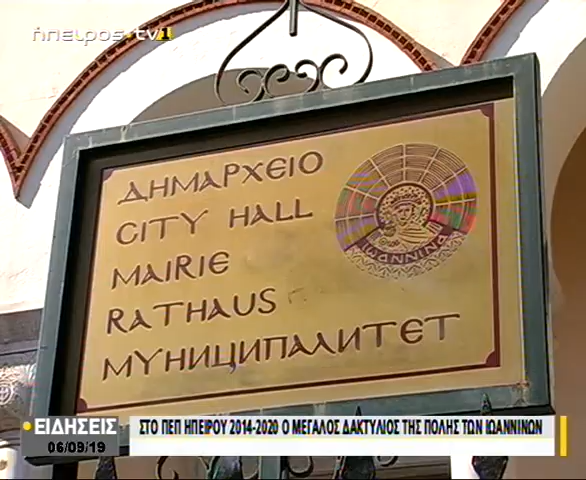 ήπειρος tv1
ΔΗΜΑΡΧΕΙΟ
CITY HALL
MAIRIE
RATHAUS
МУНИЦИПАЛИТЕТ
ΙΩΑΝΝΙΝΑ
ΕΙΔΗΣΕΙΣ
06/09/19
ΣΤΟ ΠΕΠ ΗΠΕΙΡΟΥ 2014-2020 Ο ΜΕΓΑΛΟΣ ΔΑΚΤΥΛΙΟΣ ΤΗΣ ΠΟΛΗΣ ΤΩΝ ΙΩΑΝΝΙΝΩΝ